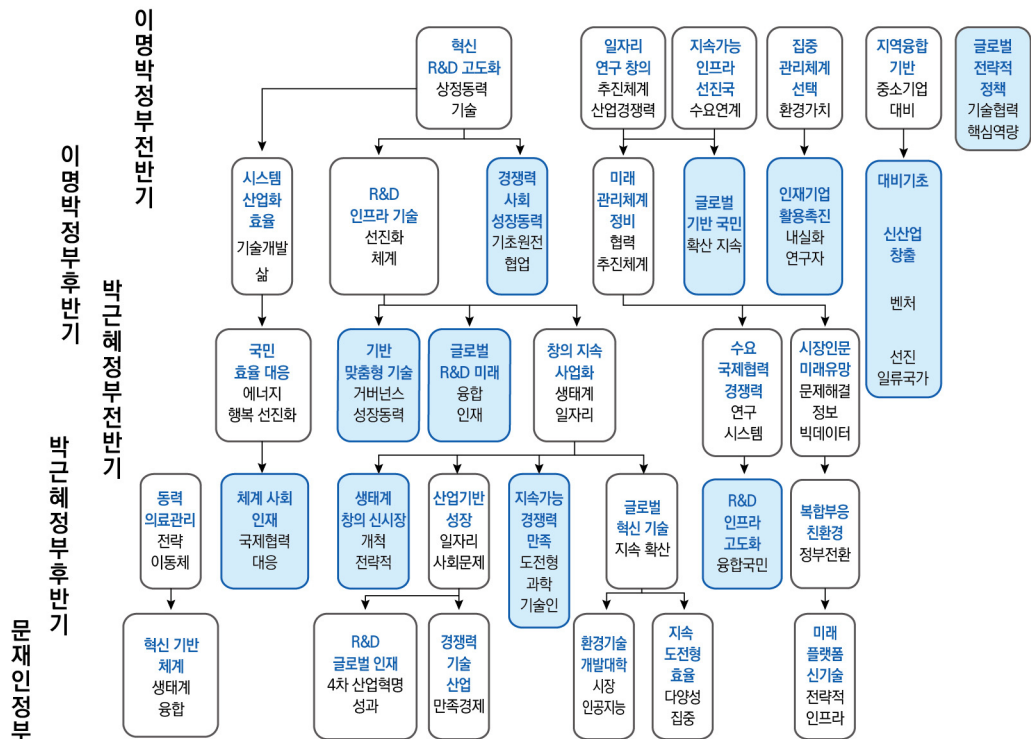 이명박정부전반기
혁신
R&D 고도화
상정동력
기술
일자리
연구 창의
추진체계
산업경쟁력
지속가능
인프라
선진국
수요연계
집중
관리체계
선택
환경가치
지역융합
기반
중소기업
대비
글로벌
전략적
정책
기술협력
핵심역량
이명박정부후반기
시스템
산업화
효율
기술개발
삶
R&D
인프라 기술
선진화
체계
경쟁력
사회
성장동력
기초원전
협업
미래
관리체계
정비
협력
추진체계
글로벌
기반 국민
확산 지속
인재기업
활용촉진
내실화
연구자
대비기초
신산업
창출
벤처
선진
일류국가
박근혜정부전반기
국민
효율 대응
에너지
행복 선진화
기반
맞춤형 기술
거버넌스
성장동력
글로벌
R&D 미래
융합
인재
창의 지속
사업화
생태계
일자리
수요
국제협력
경쟁력
연구
시스템
시장인문
미래유망
문제해결
정보
빅데이터
박근혜정부후반기
동력
의료관리
전략
이동체
체계 사회
인재
국제협력
대응
생태계
창의 신시장
개척
전략적
산업기반
성장
일자리
사회문제
지속가능
경쟁력
만족
도전형
과학
기술인
글로벌
혁신 기술
지속 확산
R&D
인프라
고도화
융합국민
복합부응
친환경
정부전환
문재인정부
혁신 기반
체계
생태계
융합
R&D
글로벌 인재
4차 산업혁명
성과
경쟁력
기술
산업
만족경제
환경기술
개발대학
시장
인공지능
지속
도전형
효율
다양성
집중
미래
플랫폼
신기술
전략적
인프라